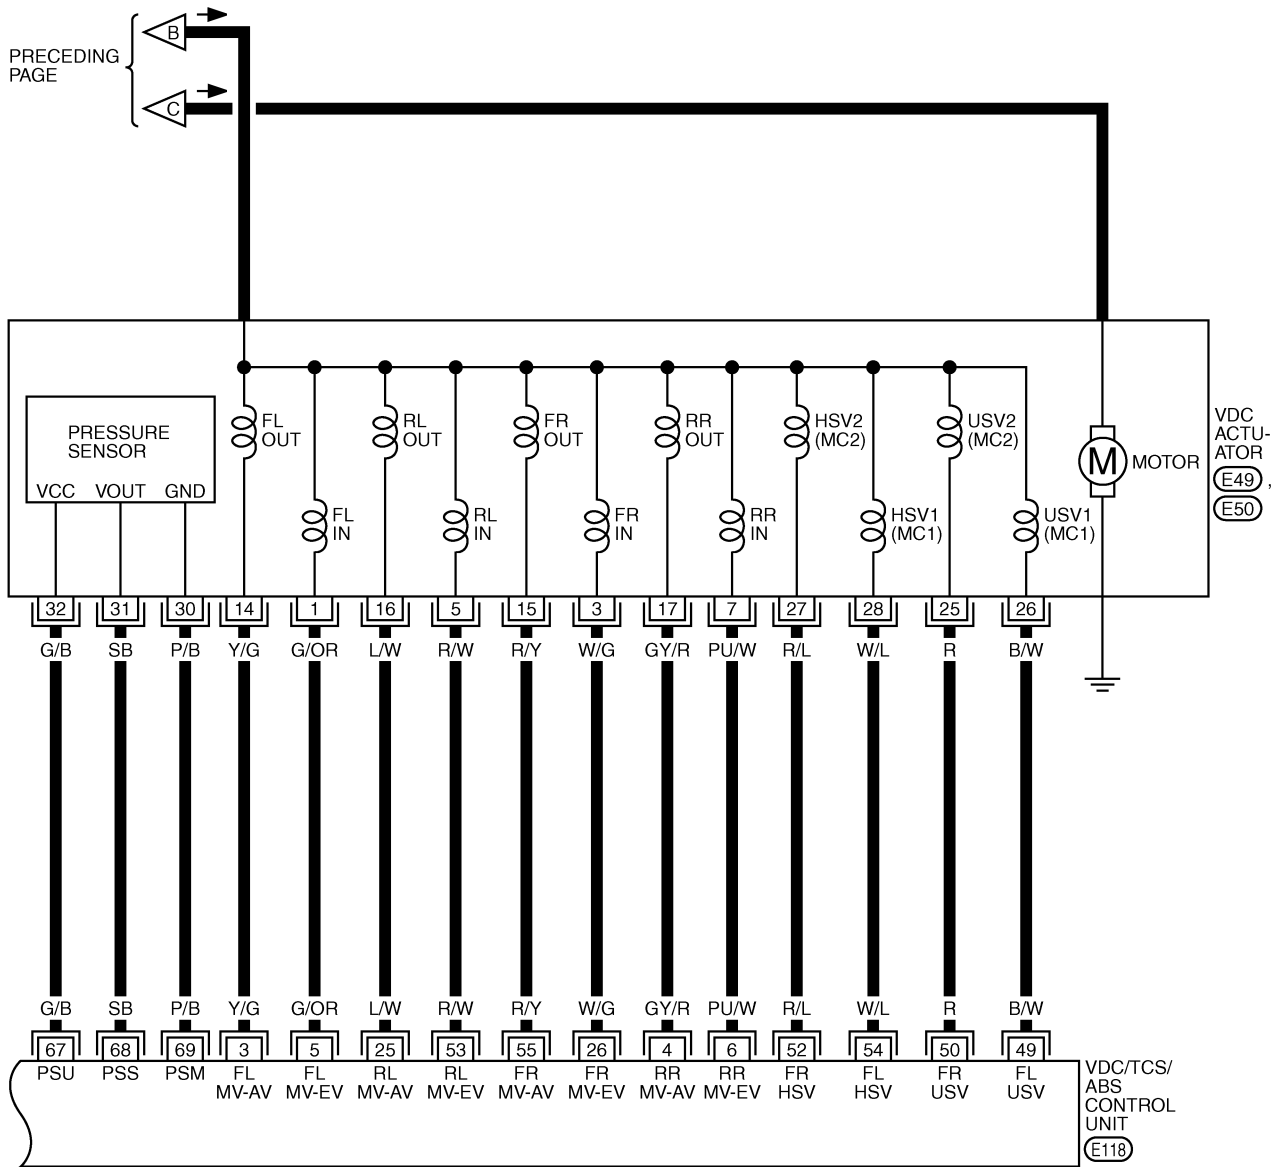 B
PRECEDING
PAGE
C
PRESSURE
SENSOR
VCC VOUT GND
FL
OUT
FL
IN
RL
OUT
RL
IN
FR
OUT
FR
IN
RR
OUT
RR
IN
HSV2
(MC2)
HSV1
(MC1)
USV2
(MC2)
USV1
(MC1)
M
MOTOR
VDC
ACTU-
ATOR
E49 ,
E50
32 31 30 14 1 16 5 15 3 17 7 27 28 25 26
G/B SB P/B Y/G G/OR L/W R/W R/Y W/G GY/R PU/W R/L W/L R B/W
G/B SB P/B Y/G G/OR L/W R/W R/Y W/G GY/R PU/W R/L W/L R B/W
67 68 69 3 5 25 53 55 26 4 6 52 54 50 49
PSU PSS PSM FL FL RL RL FR FR RR RR FR FL FR FL
MV-AV MV-EV MV-AV MV-EV MV-AV MV-EV MV-AV MV-EV HSV HSV USV USV
VDC/TCS/
ABS
CONTROL
UNIT
E118